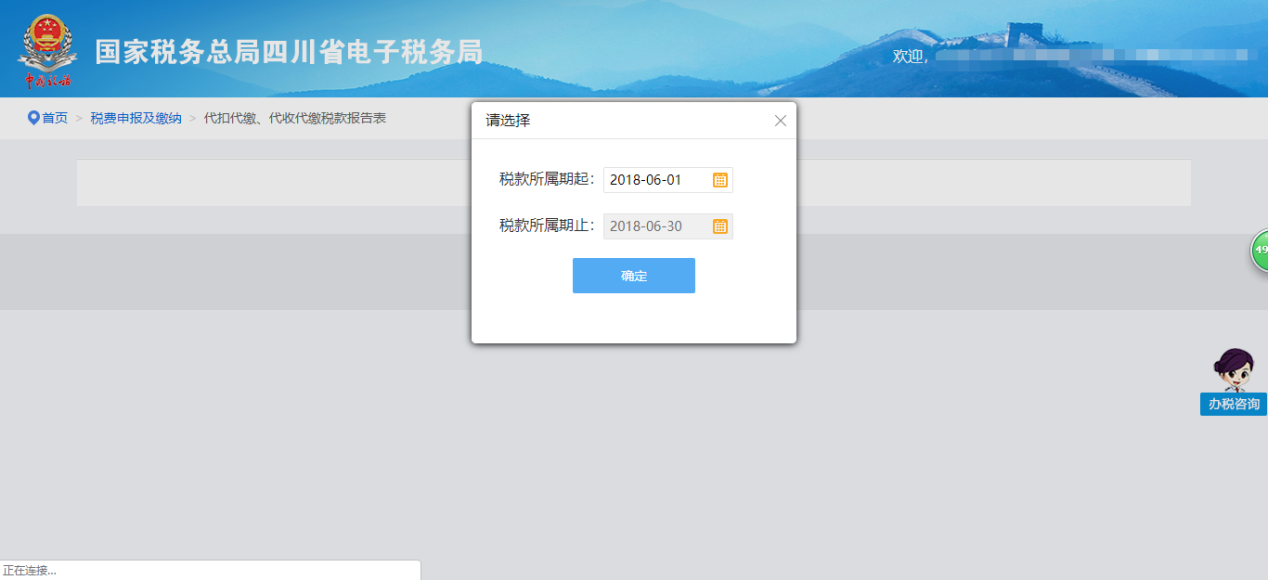 国家税务总局四川省电子税务局
中国税务
欢迎,
首页 > 税费申报及缴纳 > 代扣代缴、代收代缴税款报告表
请选择
税款所属期起: 2018-06-01
税款所属期止: 2018-06-30
确定
49
办税咨询
正在连接...